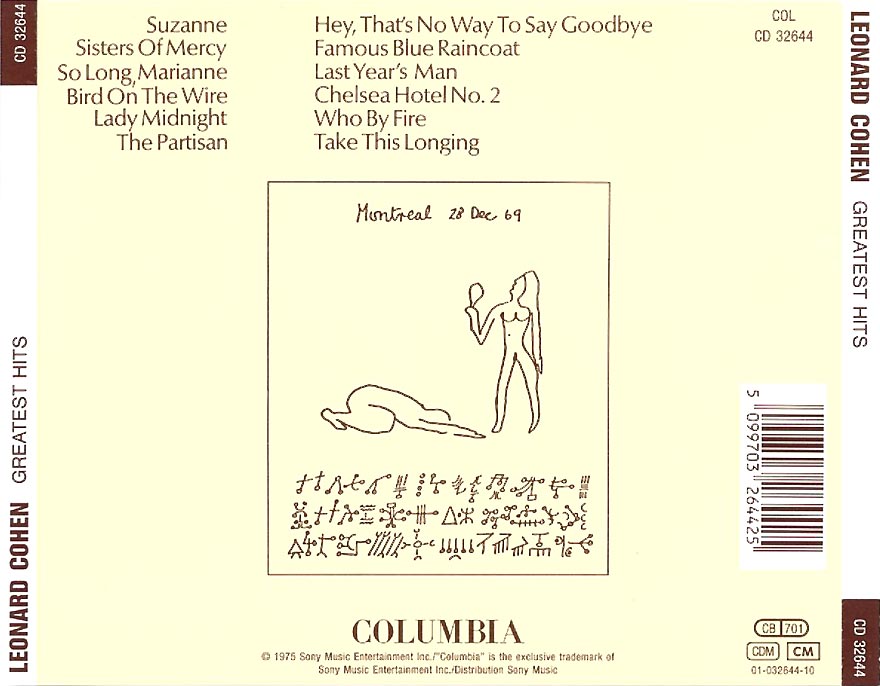 CD 32644
LEONARD COHEN GREATEST HITS
Suzanne
Sisters Of Mercy
So Long, Marianne
Bird On The Wire
Lady Midnight
The Partisan
Hey, That's No Way To Say Goodbye
Famous Blue Raincoat
Last Year's Man
Chelsea Hotel No. 2
Who By Fire
Take This Longing
COL
CD 32644
Montreal 28 Dec 69
5 099703 264425
COLUMBIA
© 1975 Sony Music Entertainment Inc./"Columbia" is the exclusive trademark of
Sony Music Entertainment Inc./Distribution Sony Music
CB 701
CDM CM
01-032644-10
LEONARD COHEN GREATEST HITS
CD 32644